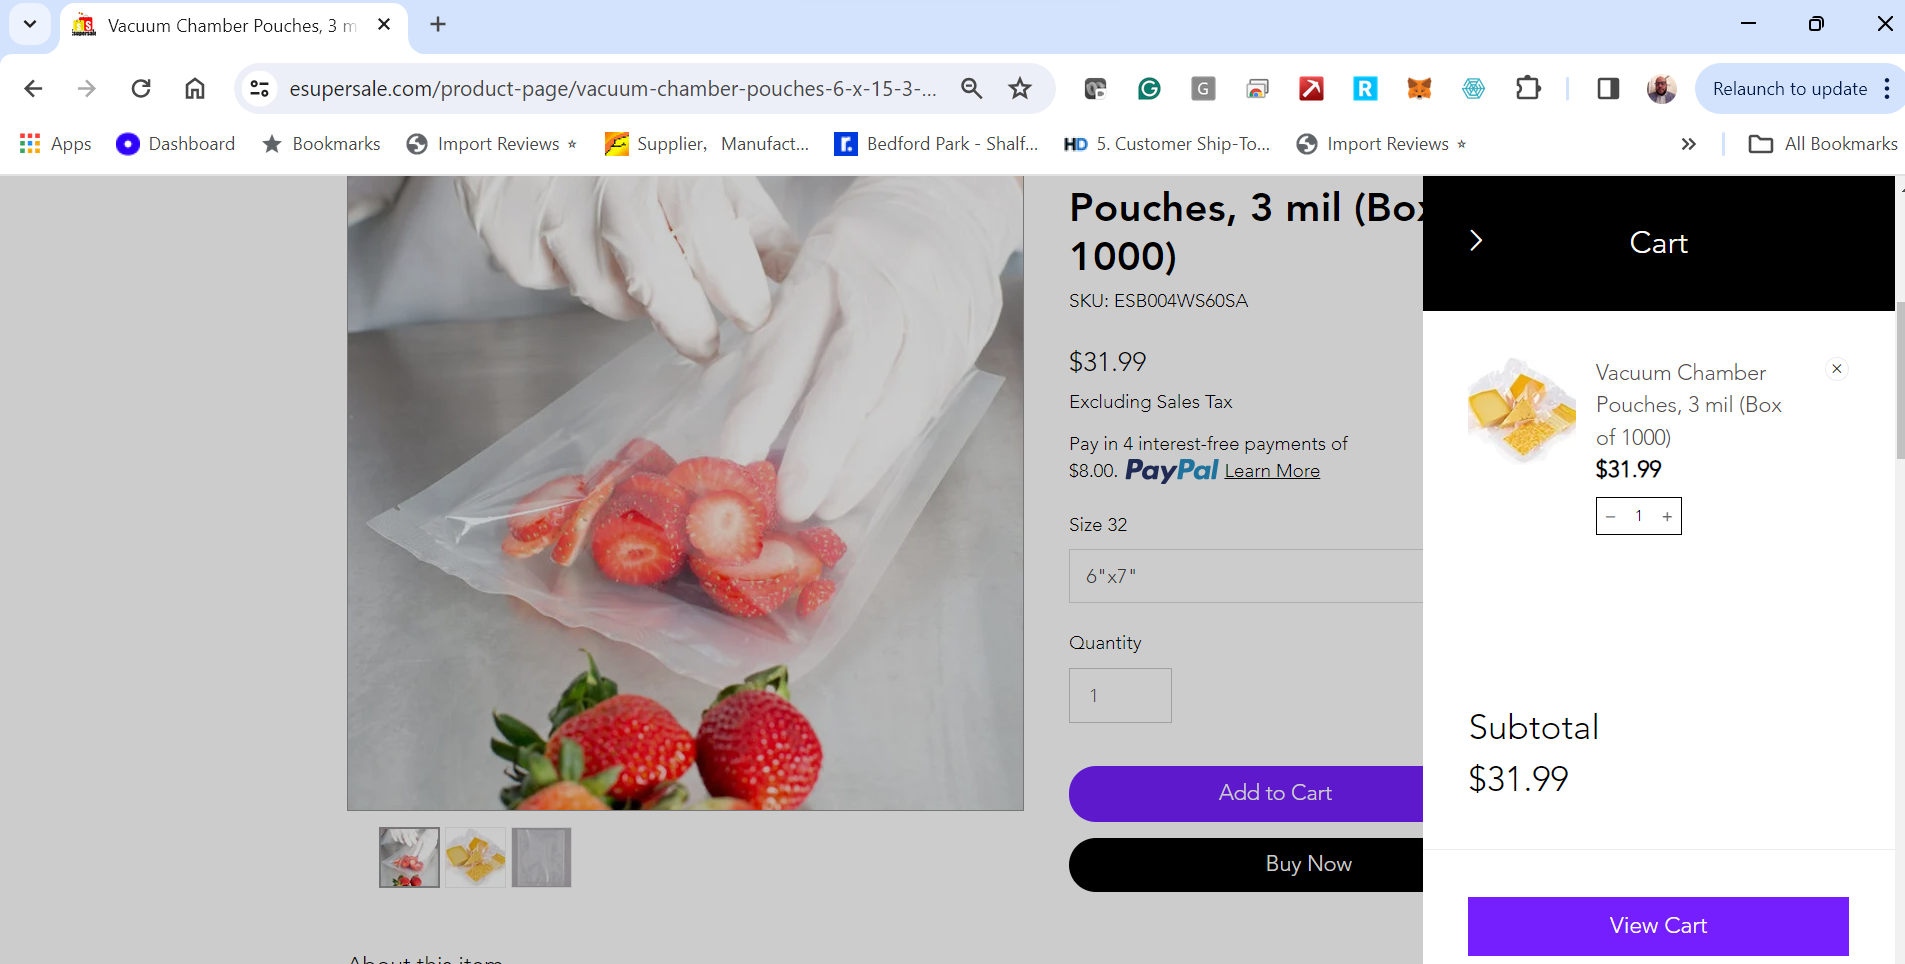 Vacuum Chamber Pouches, 3 m
esupersale.com/product-page/vacuum-chamber-pouches-6-x-15-3-...
Relaunch to update
Apps
Dashboard
Bookmarks
Import Reviews
Supplier, Manufact...
Bedford Park - Shalf...
HD 5. Customer Ship-To...
Import Reviews
All Bookmarks
Pouches, 3 mil (Box
1000)
SKU: ESB004WS60SA
$31.99
Excluding Sales Tax
Pay in 4 interest-free payments of
$8.00. PayPal Learn More
Size 32
6"x7"
Quantity
1
Add to Cart
Buy Now
About this item
Cart
Vacuum Chamber
Pouches, 3 mil (Box
of 1000)
$31.99
− 1 +
Subtotal
$31.99
View Cart